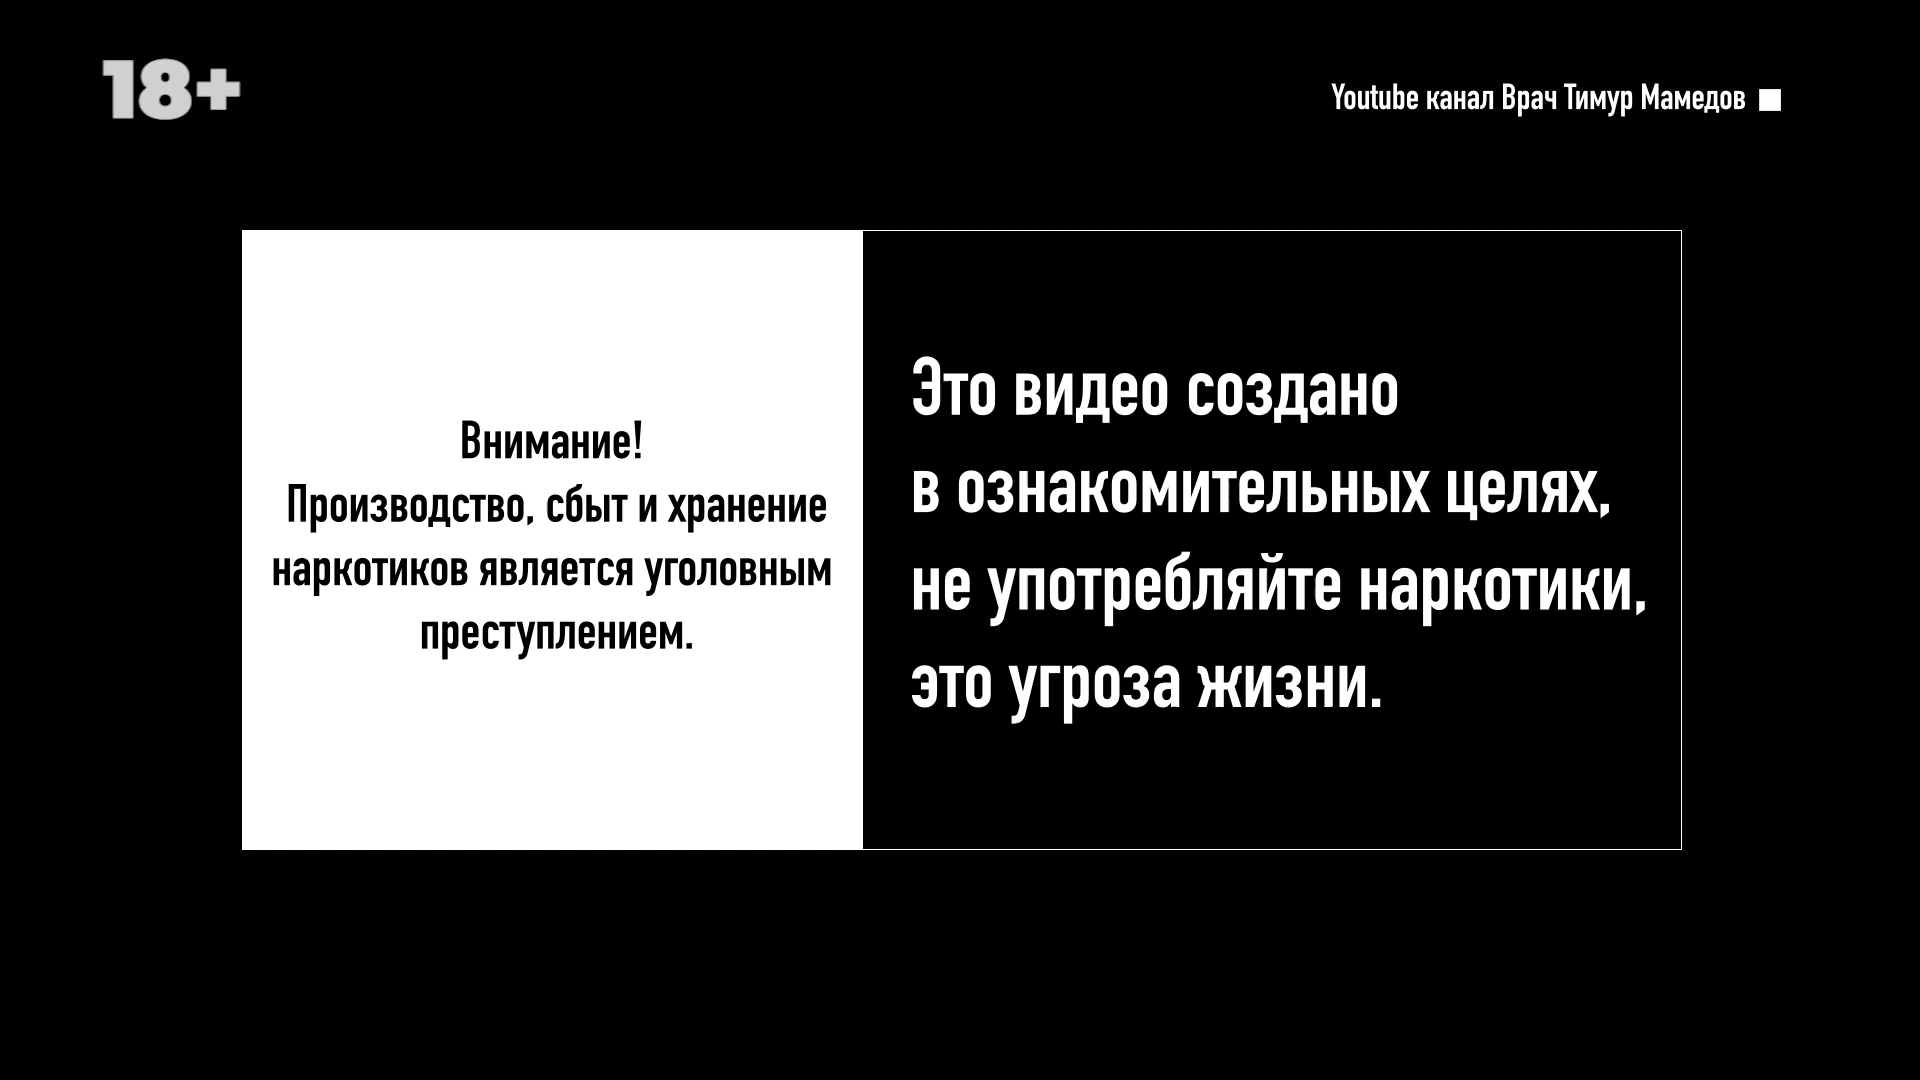 18+
Youtube канал Врач Тимур Мамедов
Внимание!
Производство, сбыт и хранение
наркотиков является уголовным
преступлением.
Это видео создано
в ознакомительных целях,
не употребляйте наркотики,
это угроза жизни.